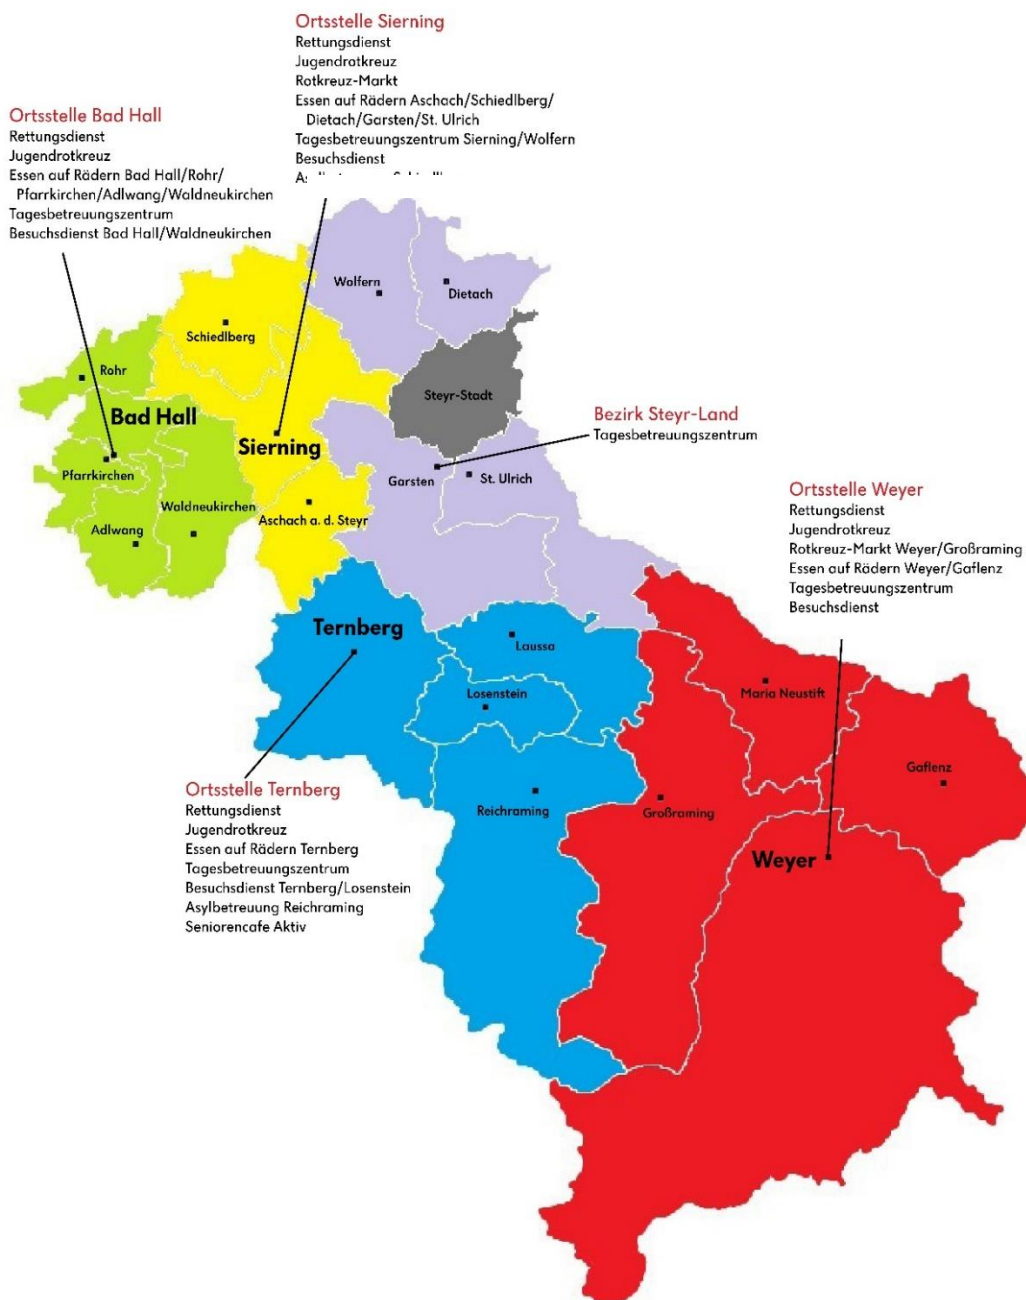 Ortsstelle Sierning
Rettungsdienst
Jugendrotkreuz
Rotkreuz-Markt
Essen auf Rädern Aschach/Schiedlberg/
Dietach/Garsten/St. Ulrich
Tagesbetreuungszentrum Sierning/Wolfern
Besuchsdienst
Ortsstelle Bad Hall
Rettungsdienst
Jugendrotkreuz
Essen auf Rädern Bad Hall/Rohr/
Pfarrkirchen/Adlwang/Waldneukirchen
Tagesbetreuungszentrum
Besuchsdienst Bad Hall/Waldneukirchen
Wolfern
Dietach
Schiedlberg
Rohr
Steyr-Stadt
Bad Hall
Sierning
Bezirk Steyr-Land
Tagesbetreuungszentrum
Pfarrkirchen
Garsten
St. Ulrich
Waldneukirchen
Aschach a. d. Steyr
Adlwang
Ortsstelle Weyer
Rettungsdienst
Jugendrotkreuz
Rotkreuz-Markt Weyer/Großraming
Essen auf Rädern Weyer/Gaflenz
Tagesbetreuungszentrum
Besuchsdienst
Ternberg
Laussa
Losenstein
Maria Neustift
Gaflenz
Reichraming
Großraming
Weyer
Ortsstelle Ternberg
Rettungsdienst
Jugendrotkreuz
Essen auf Rädern Ternberg
Tagesbetreuungszentrum
Besuchsdienst Ternberg/Losenstein
Asylbetreuung Reichraming
Seniorencafe Aktiv